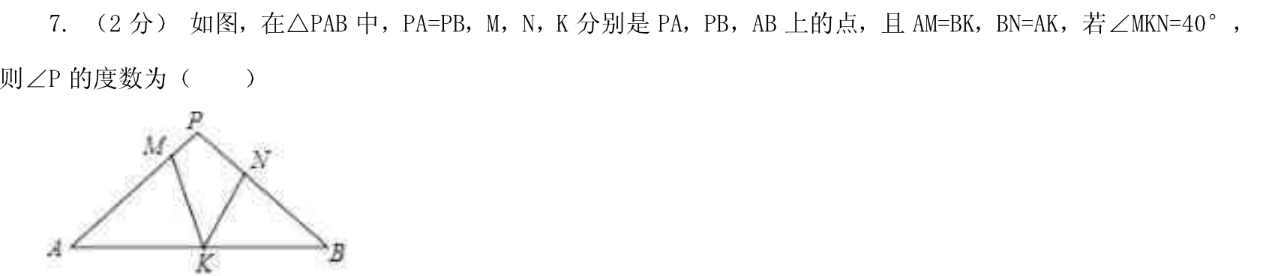 7. （2 分） 如图，在△PAB 中，PA=PB，M，N，K 分别是 PA，PB，AB 上的点，且 AM=BK，BN=AK，若∠MKN=40°，
则∠P 的度数为（　　）
P
M
N
A
K
B